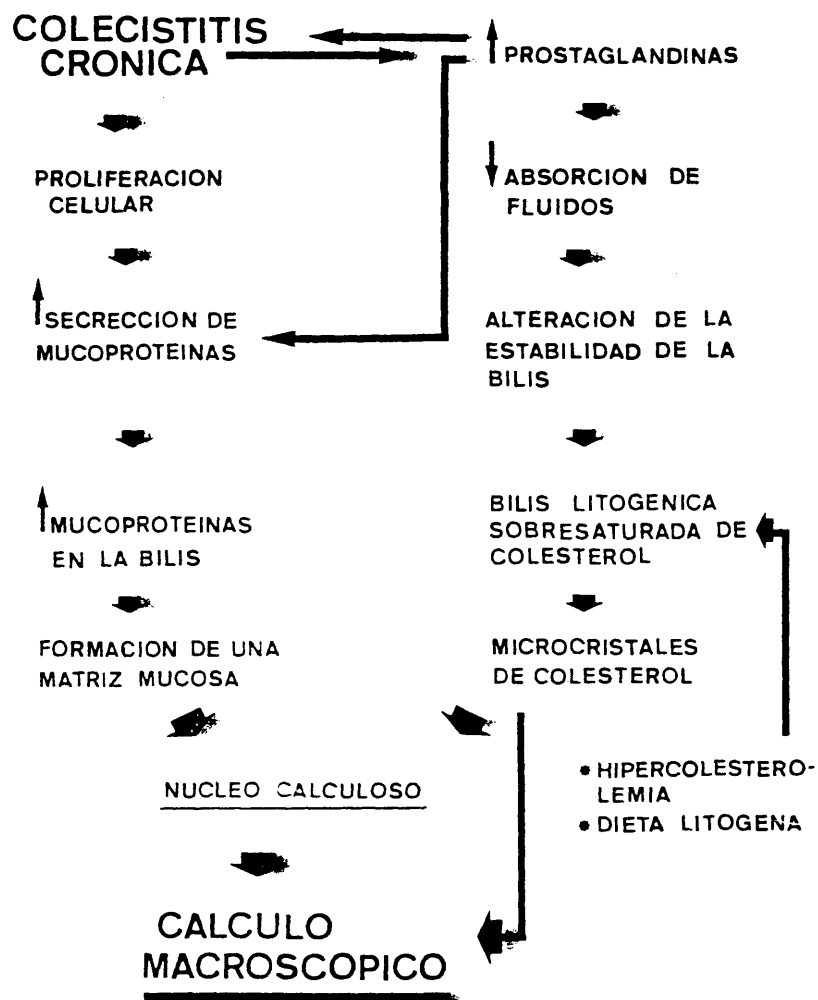 COLECISTITIS
CRONICA
PROSTAGLANDINAS
PROLIFERACION
CELULAR
ABSORCION DE
FLUIDOS
SECRECCION DE
MUCOPROTEINAS
ALTERACION DE LA
ESTABILIDAD DE LA
BILIS
MUCOPROTEINAS
EN LA BILIS
BILIS LITOGENICA
SOBRESATURADA DE
COLESTEROL
FORMACION DE UNA
MATRIZ MUCOSA
MICROCRISTALES
DE COLESTEROL
NUCLEO CALCULOSO
• HIPERCOLESTERO-
LEMIA
• DIETA LITOGENA
CALCULO
MACROSCOPICO